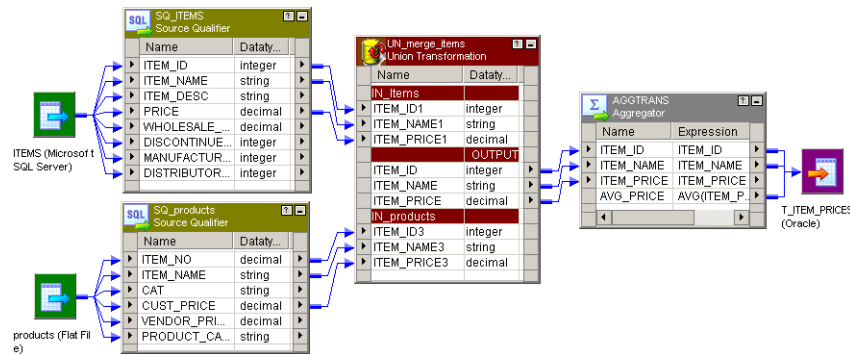 ITEMS (Microsoft
SQL Server)
SQL
SQ_ITEMS
Source Qualifier
Name Dataty...
ITEM_ID integer
ITEM_NAME string
ITEM_DESC string
PRICE decimal
WHOLESALE_... decimal
DISCONTINUE... integer
MANUFACTUR... integer
DISTRIBUTOR... integer
products (Flat Fil
e)
SQL
SQ_products
Source Qualifier
Name Dataty...
ITEM_NO decimal
ITEM_NAME string
CAT string
CUST_PRICE decimal
VENDOR_PRI... decimal
PRODUCT_CA... string
UN_merge_items
Union Transformation
Name Dataty...
IN_Items
ITEM_ID1 integer
ITEM_NAME1 string
ITEM_PRICE1 decimal
OUTPUT
ITEM_ID integer
ITEM_NAME string
ITEM_PRICE decimal
IN_products
ITEM_ID3 integer
ITEM_NAME3 string
ITEM_PRICE3 decimal
Σ
AGGTRANS
Aggregator
Name Expression
ITEM_ID ITEM_ID
ITEM_NAME ITEM_NAME
ITEM_PRICE ITEM_PRICE
AVG_PRICE AVG(ITEM_P...
T_ITEM_PRICES
(Oracle)